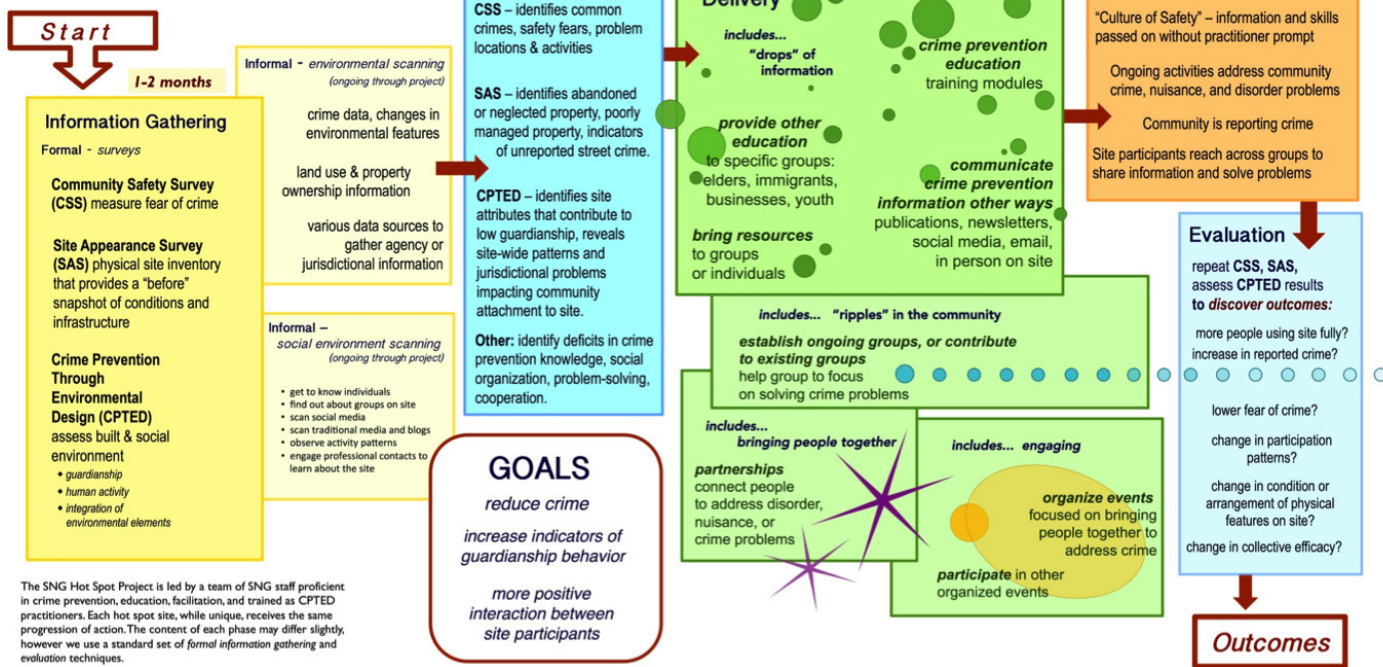 Start
1-2 months
Information Gathering
Formal - surveys
Community Safety Survey
(CSS) measure fear of crime
Site Appearance Survey
(SAS) physical site inventory
that provides a “before”
snapshot of conditions and
infrastructure
Crime Prevention
Through
Environmental
Design (CPTED)
assess built & social
environment
◆ guardianship
◆ human activity
◆ integration of
environmental elements
Informal - environmental scanning
(ongoing through project)
crime data, changes in
environmental features
land use & property
ownership information
various data sources to
gather agency or
jurisdictional information
Informal –
social environment scanning
(ongoing through project)
• get to know individuals
• find out about groups on site
• scan social media
• scan traditional media and blogs
• observe activity patterns
• engage professional contacts to
learn about the site
CSS – identifies common
crimes, safety fears, problem
locations & activities
SAS – identifies abandoned
or neglected property, poorly
managed property, indicators
of unreported street crime.
CPTED – identifies site
attributes that contribute to
low guardianship, reveals
site-wide patterns and
jurisdictional problems
impacting community
attachment to site.
Other: identify deficits in crime
prevention knowledge, social
organization, problem-solving,
cooperation.
GOALS
reduce crime
increase indicators of
guardianship behavior
more positive
interaction between
site participants
Delivery
includes...
“drops” of
information
crime prevention
education
training modules
provide other
education
to specific groups:
elders, immigrants,
businesses, youth
communicate
crime prevention
information other ways
publications, newsletters,
social media, email,
in person on site
bring resources
to groups
or individuals
includes... “ripples” in the community
establish ongoing groups, or contribute
to existing groups
help group to focus
on solving crime problems
includes...
bringing people together
partnerships
connect people
to address disorder,
nuisance, or
crime problems
includes... engaging
organize events
focused on bringing
people together to
address crime
participate in other
organized events
“Culture of Safety” – information and skills
passed on without practitioner prompt
Ongoing activities address community
crime, nuisance, and disorder problems
Community is reporting crime
Site participants reach across groups to
share information and solve problems
Evaluation
repeat CSS, SAS,
assess CPTED results
to discover outcomes:
more people using site fully?
increase in reported crime?
lower fear of crime?
change in participation
patterns?
change in condition or
arrangement of physical
features on site?
change in collective efficacy?
Outcomes
The SNG Hot Spot Project is led by a team of SNG staff proficient
in crime prevention, education, facilitation, and trained as CPTED
practitioners. Each hot spot site, while unique, receives the same
progression of action. The content of each phase may differ slightly,
however we use a standard set of formal information gathering and
evaluation techniques.